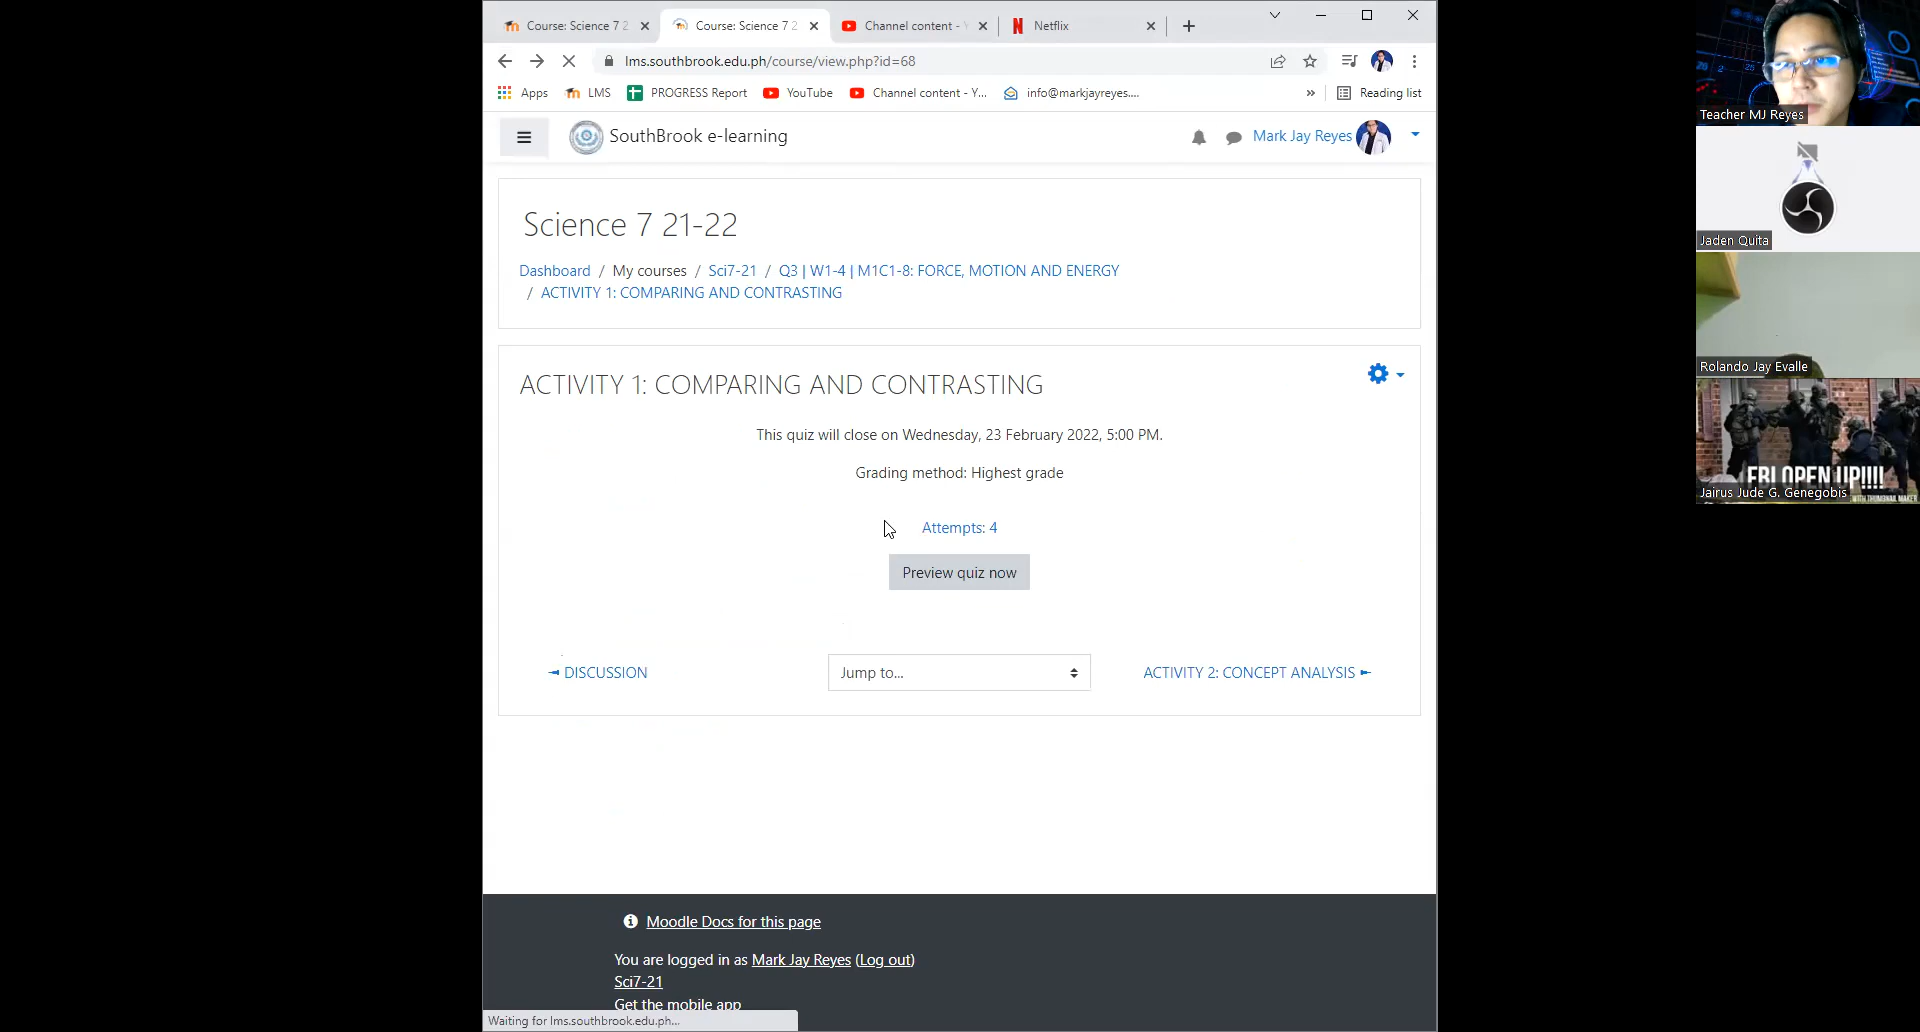 Course: Science 7 2
Course: Science 7 2
Channel content -
Netflix
lms.southbrook.edu.ph/course/view.php?id=68
Apps
LMS
PROGRESS Report
YouTube
Channel content - Y...
info@markjayreyes....
»
Reading list
SouthBrook e-learning
Mark Jay Reyes
Science 7 21-22
Dashboard / My courses / Sci7-21 / Q3 | W1-4 | M1C1-8: FORCE, MOTION AND ENERGY
/ ACTIVITY 1: COMPARING AND CONTRASTING
ACTIVITY 1: COMPARING AND CONTRASTING
This quiz will close on Wednesday, 23 February 2022, 5:00 PM.
Grading method: Highest grade
Attempts: 4
Preview quiz now
◄ DISCUSSION
Jump to...
ACTIVITY 2: CONCEPT ANALYSIS ►
Moodle Docs for this page
You are logged in as Mark Jay Reyes (Log out)
Sci7-21
Get the mobile app
Waiting for lms.southbrook.edu.ph...
Teacher MJ Reyes
Jaden Quita
Rolando Jay Evalle
FBI OPEN UP!!!!
Jairus Jude G. Genegobis